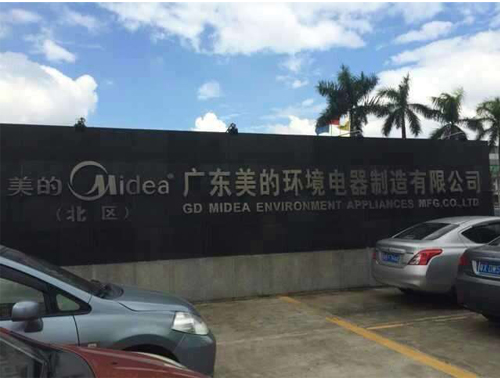 美的 Midea® 广东美的环境电器制造有限公司
(北区) GD MIDEA ENVIRONMENT APPLIANCES MFG.CO.,LTD